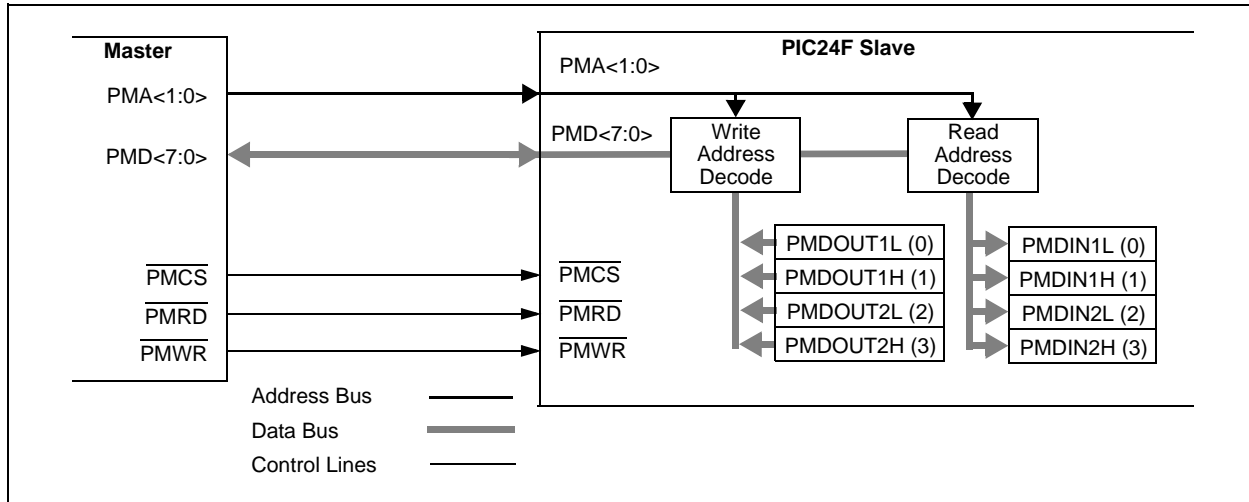 Master
PMA<1:0>
PMD<7:0>
PMCS
PMRD
PMWR
PIC24F Slave
PMA<1:0>
PMD<7:0>
Write
Address
Decode
Read
Address
Decode
PMDOUT1L (0)
PMDOUT1H (1)
PMDOUT2L (2)
PMDOUT2H (3)
PMDIN1L (0)
PMDIN1H (1)
PMDIN2L (2)
PMDIN2H (3)
PMCS
PMRD
PMWR
Address Bus
Data Bus
Control Lines